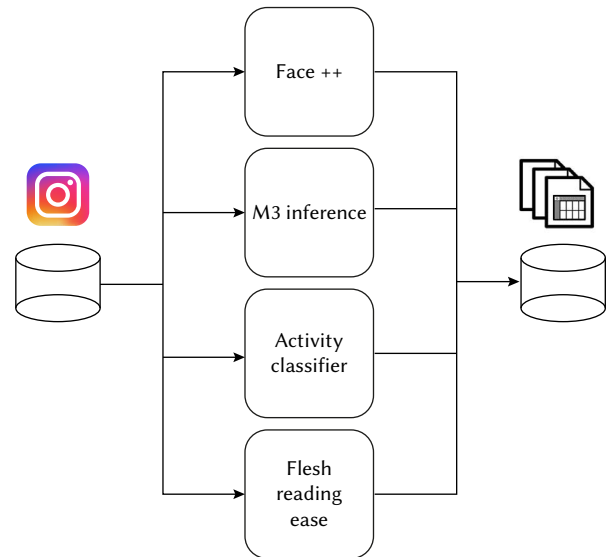 Face ++
M3 inference
Activity
classifier
Flesh
reading
ease